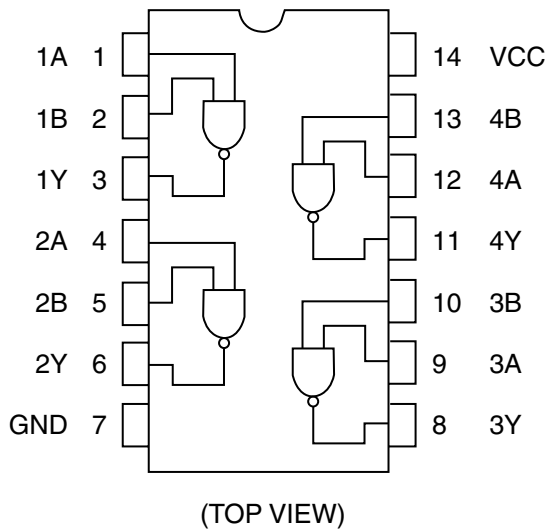 1A 1
14 VCC
1B 2
13 4B
1Y 3
12 4A
2A 4
11 4Y
2B 5
10 3B
2Y 6
9 3A
GND 7
8 3Y
(TOP VIEW)